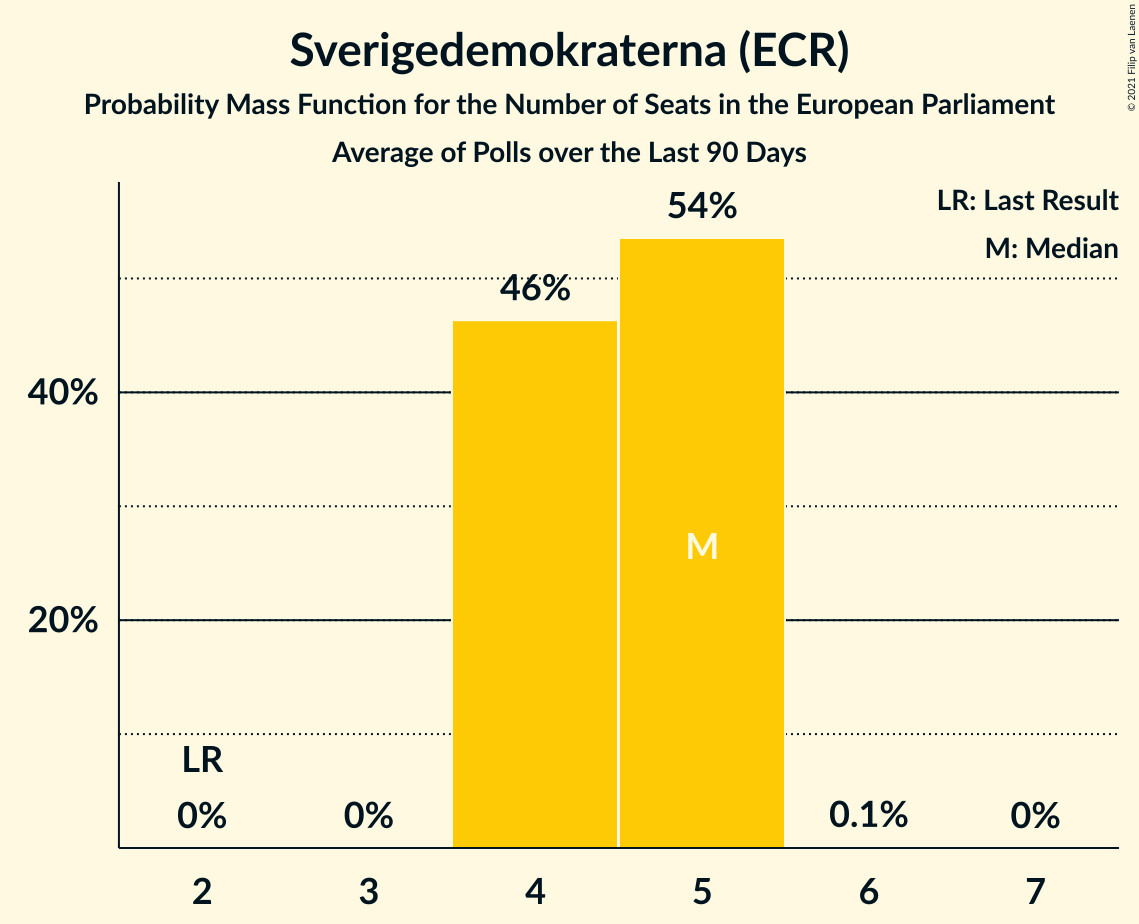 Sverigedemokraterna (ECR)
Probability Mass Function for the Number of Seats in the European Parliament
Average of Polls over the Last 90 Days
© 2021 Filip van Laenen
LR: Last Result
M: Median
54%
46%
40%
M
20%
LR
0%
0%
0.1%
0%
2
3
4
5
6
7